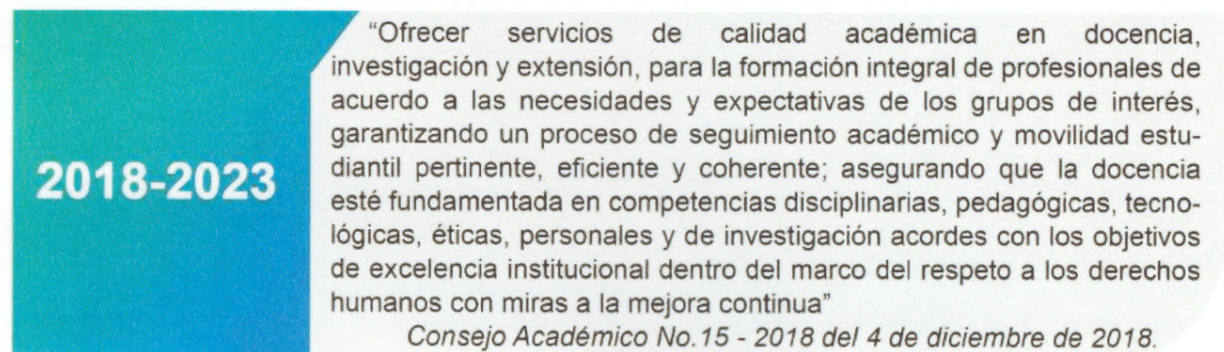 2018-2023
“Ofrecer servicios de calidad académica en docencia,
investigación y extensión, para la formación integral de profesionales de
acuerdo a las necesidades y expectativas de los grupos de interés,
garantizando un proceso de seguimiento académico y movilidad estu-
diantil pertinente, eficiente y coherente; asegurando que la docencia
esté fundamentada en competencias disciplinarias, pedagógicas, tecno-
lógicas, éticas, personales y de investigación acordes con los objetivos
de excelencia institucional dentro del marco del respeto a los derechos
humanos con miras a la mejora continua”
Consejo Académico No.15 - 2018 del 4 de diciembre de 2018.